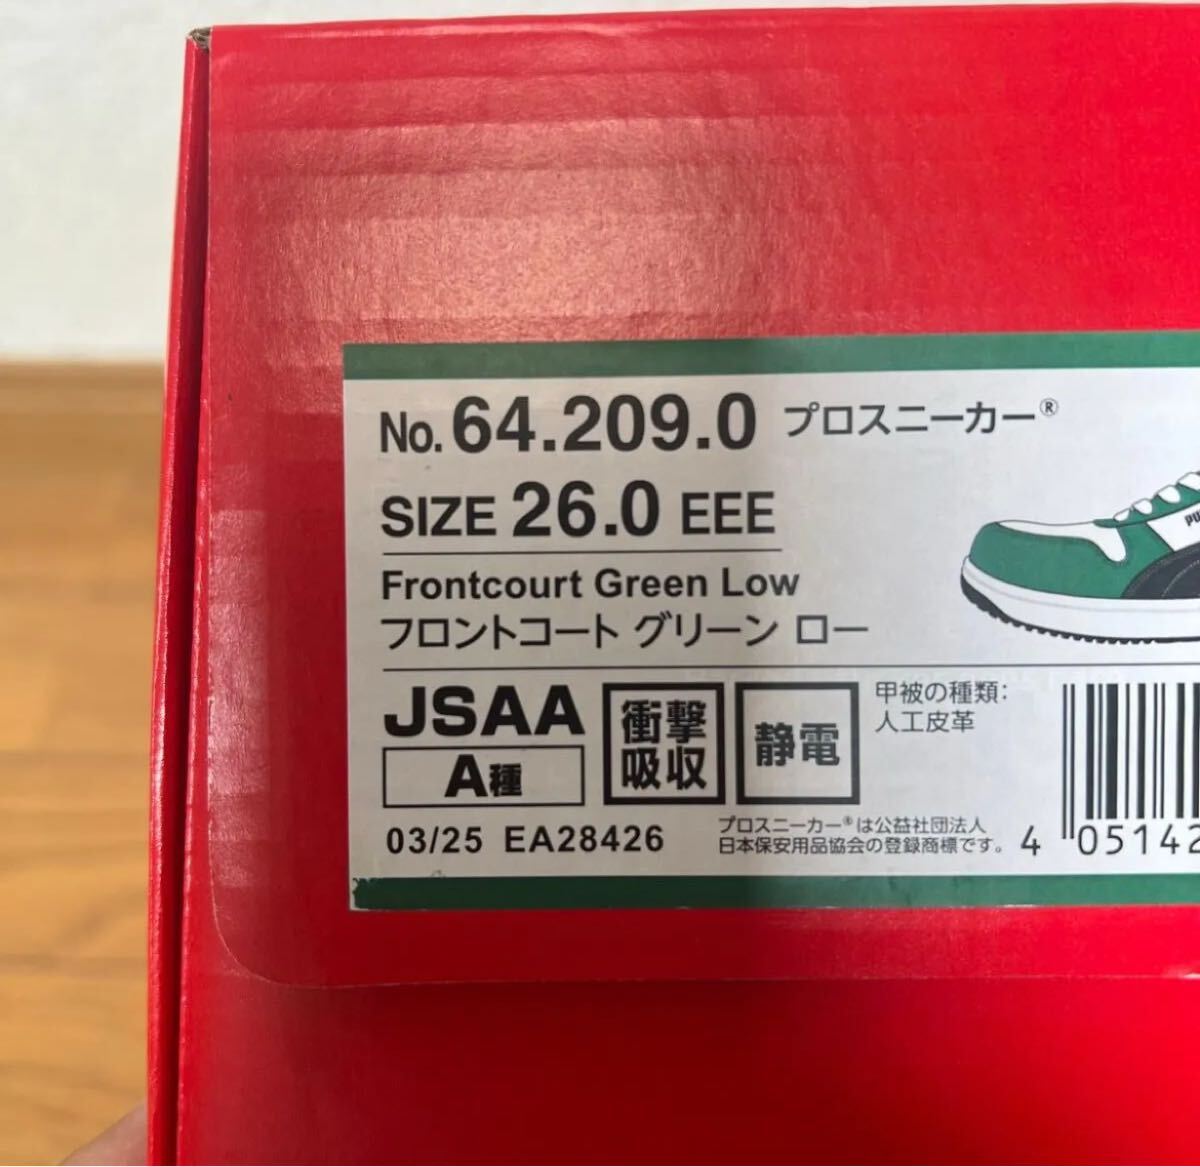 No. 64.209.0 プロスニーカー®
SIZE 26.0 EEE
Frontcourt Green Low
フロントコート グリーン ロー
JSAA
A種
衝撃
吸収
静電
甲被の種類:
人工皮革
03/25 EA28426
プロスニーカー®は公益社団法人
日本保安用品協会の登録商標です。
4 05142